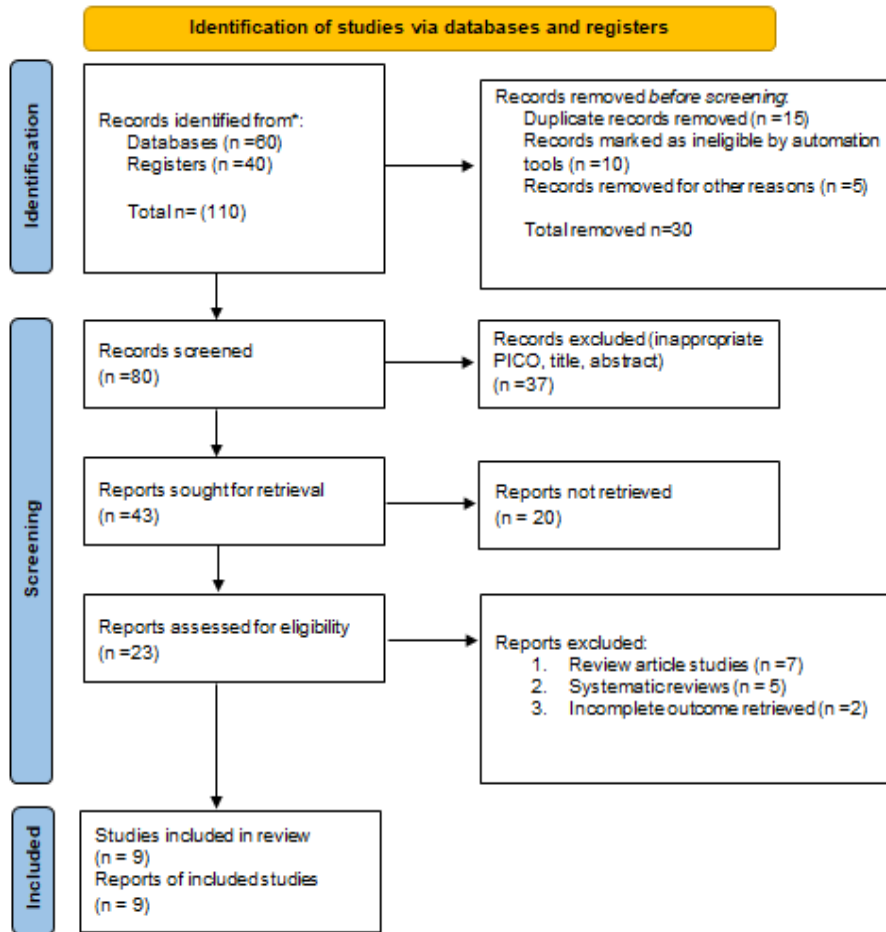 Identification of studies via databases and registers
Identification
Records identified from*:
Databases (n =60)
Registers (n =40)
Total n= (110)
Records removed before screening:
Duplicate records removed (n =15)
Records marked as ineligible by automation
tools (n =10)
Records removed for other reasons (n =5)
Total removed n=30
Screening
Records screened
(n =80)
Records excluded (inappropriate
PICO, title, abstract)
(n =37)
Reports sought for retrieval
(n =43)
Reports not retrieved
(n = 20)
Reports assessed for eligibility
(n =23)
Reports excluded:
1. Review article studies (n =7)
2. Systematic reviews (n = 5)
3. Incomplete outcome retrieved (n =2)
Included
Studies included in review
(n = 9)
Reports of included studies
(n = 9)